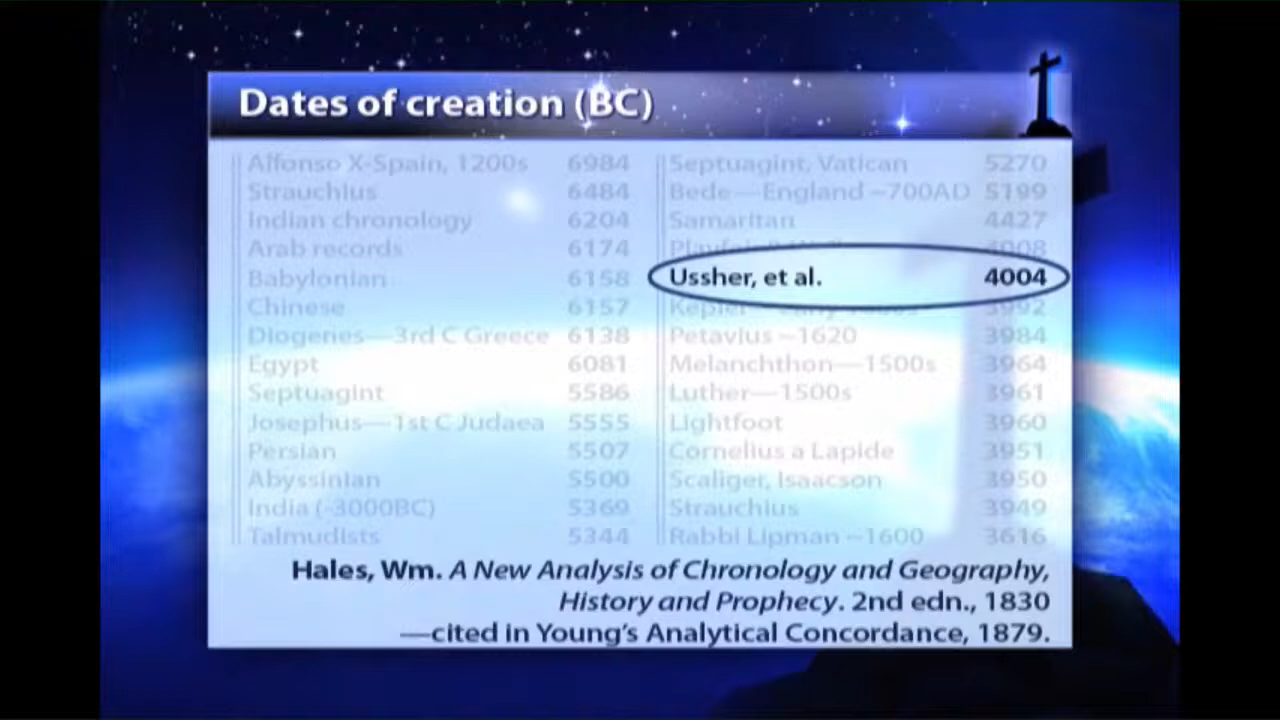 Dates of creation (BC)
Alfonso X-Spain, 1200s 6984
Strauchius 6484
Indian chronology 6204
Arab records 6174
Babylonian 6158
Chinese 6157
Diogenes—3rd C Greece 6138
Egypt 6081
Septuagint 5586
Josephus—1st C Judaea 5555
Persian 5507
Abyssinian 5500
India (~3000BC) 5369
Talmudists 5344
Septuagint, Vatican 5270
Bede—England ~700AD 5199
Samaritan 4427
4008
Ussher, et al. 4004
Kepler— 3992
Petavius ~1620 3984
Melanchthon—1500s 3964
Luther—1500s 3961
Lightfoot 3960
Cornelius a Lapide 3951
Scaliger, Isaacson 3950
Strauchius 3949
Rabbi Lipman ~1600 3616
Hales, Wm. A New Analysis of Chronology and Geography,
History and Prophecy. 2nd edn., 1830
—cited in Young's Analytical Concordance, 1879.